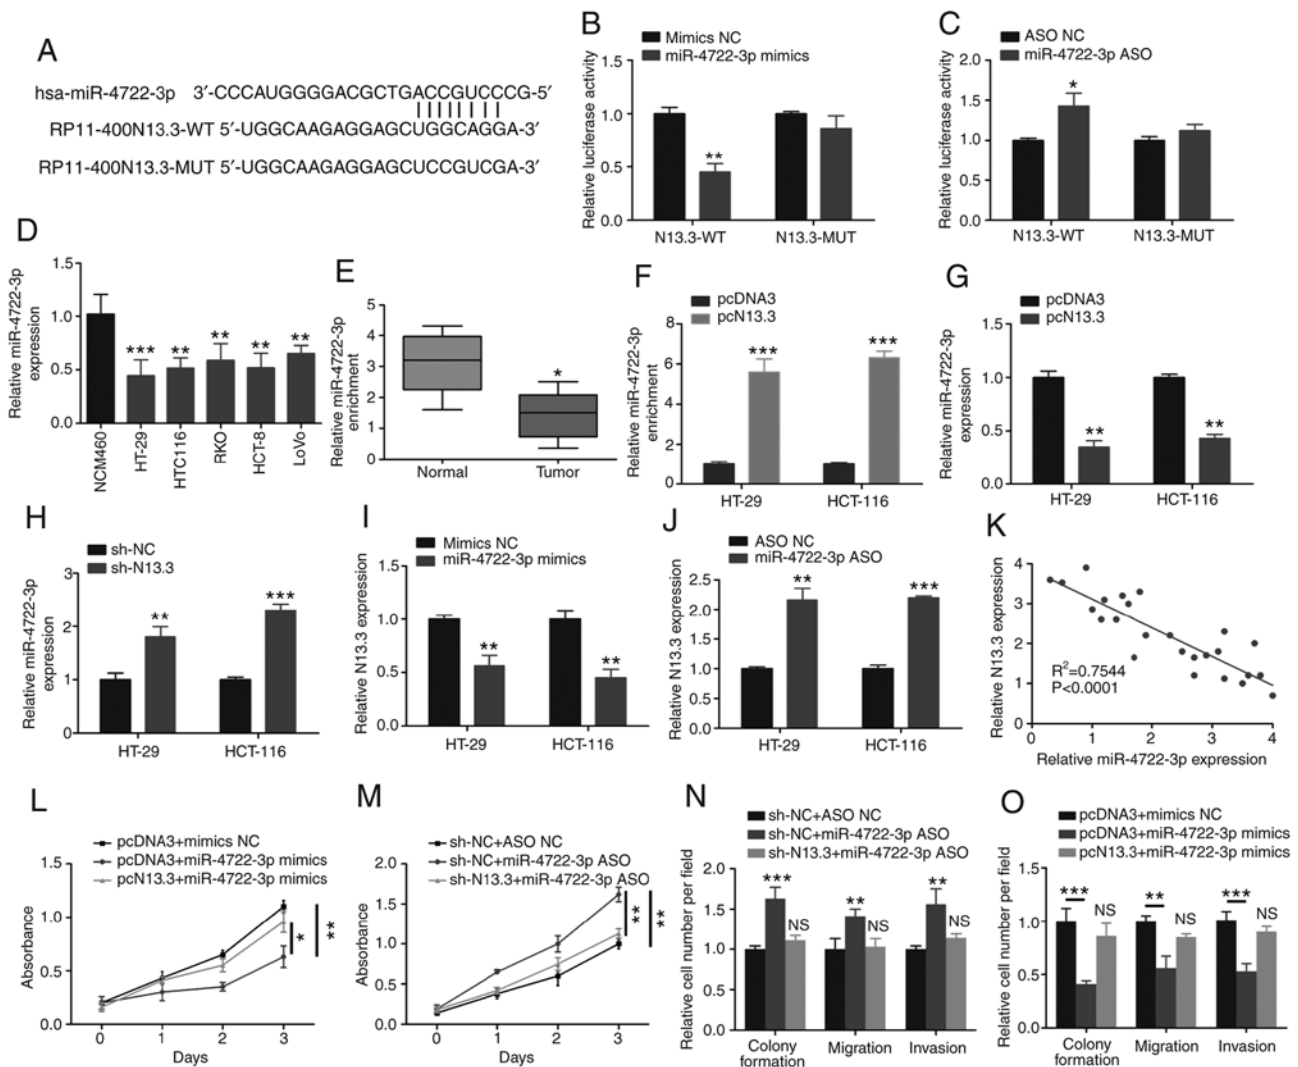 A
hsa-miR-4722-3p 3′-CCCAUGGGGACGCTGACCGUCCCG-5′
RP11-400N13.3-WT 5′-UGGCAAGAGGAGCUGGCAGGA-3′
RP11-400N13.3-MUT 5′-UGGCAAGAGGAGCUCCGUCGA-3′
B
Mimics NC
miR-4722-3p mimics
Relative luciferase activity
1.5
1.0
**
0.5
0.0
N13.3-WT N13.3-MUT
C
ASO NC
miR-4722-3p ASO
Relative luciferase activity
2.0
*
1.5
1.0
0.5
0.0
N13.3-WT N13.3-MUT
D
Relative miR-4722-3p
expression
1.5
1.0
*** ** ** ** **
0.5
0.0
NCM460 HT-29 HTC116 RKO HCT-8 LoVo
E
Relative miR-4722-3p
enrichment
5
4
3
*
2
1
0
Normal Tumor
F
pcDNA3
pcN13.3
Relative miR-4722-3p
enrichment
8
*** ***
6
4
2
0
HT-29 HCT-116
G
pcDNA3
pcN13.3
Relative miR-4722-3p
expression
1.5
1.0
** **
0.5
0.0
HT-29 HCT-116
H
sh-NC
sh-N13.3
Relative miR-4722-3p
expression
3
** ***
2
1
0
HT-29 HCT-116
I
Mimics NC
miR-4722-3p mimics
Relative N13.3 expression
1.5
1.0
** **
0.5
0.0
HT-29 HCT-116
J
ASO NC
miR-4722-3p ASO
Relative N13.3 expression
2.5
** ***
2.0
1.5
1.0
0.5
0.0
HT-29 HCT-116
K
Relative N13.3 expression
4
3
2
1
0
R2=0.7544
P<0.0001
0 1 2 3 4
Relative miR-4722-3p expression
L
pcDNA3+mimics NC
pcDNA3+miR-4722-3p mimics
pcN13.3+miR-4722-3p mimics
Absorbance
1.5
1.0
0.5
0.0
* **
0 1 2 3
Days
M
sh-NC+ASO NC
sh-NC+miR-4722-3p ASO
sh-N13.3+miR-4722-3p ASO
Absorbance
2.0
1.5
1.0
0.5
0.0
** **
0 1 2 3
Days
N
sh-NC+ASO NC
sh-NC+miR-4722-3p ASO
sh-N13.3+miR-4722-3p ASO
Relative cell number per field
2.0
1.5
1.0
0.5
0.0
*** NS ** NS ** NS
Colony
formation Migration Invasion
O
pcDNA3+mimics NC
pcDNA3+miR-4722-3p mimics
pcN13.3+miR-4722-3p mimics
Relative cell number per field
1.5
1.0
0.5
0.0
*** NS ** NS *** NS
Colony
formation Migration Invasion